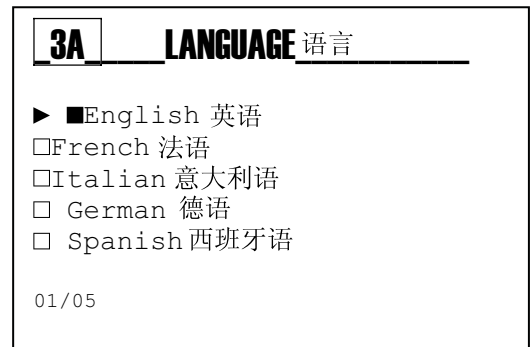 3A LANGUAGE 语言
► ■English 英语
□French 法语
□Italian 意大利语
□ German 德语
□ Spanish 西班牙语
01/05